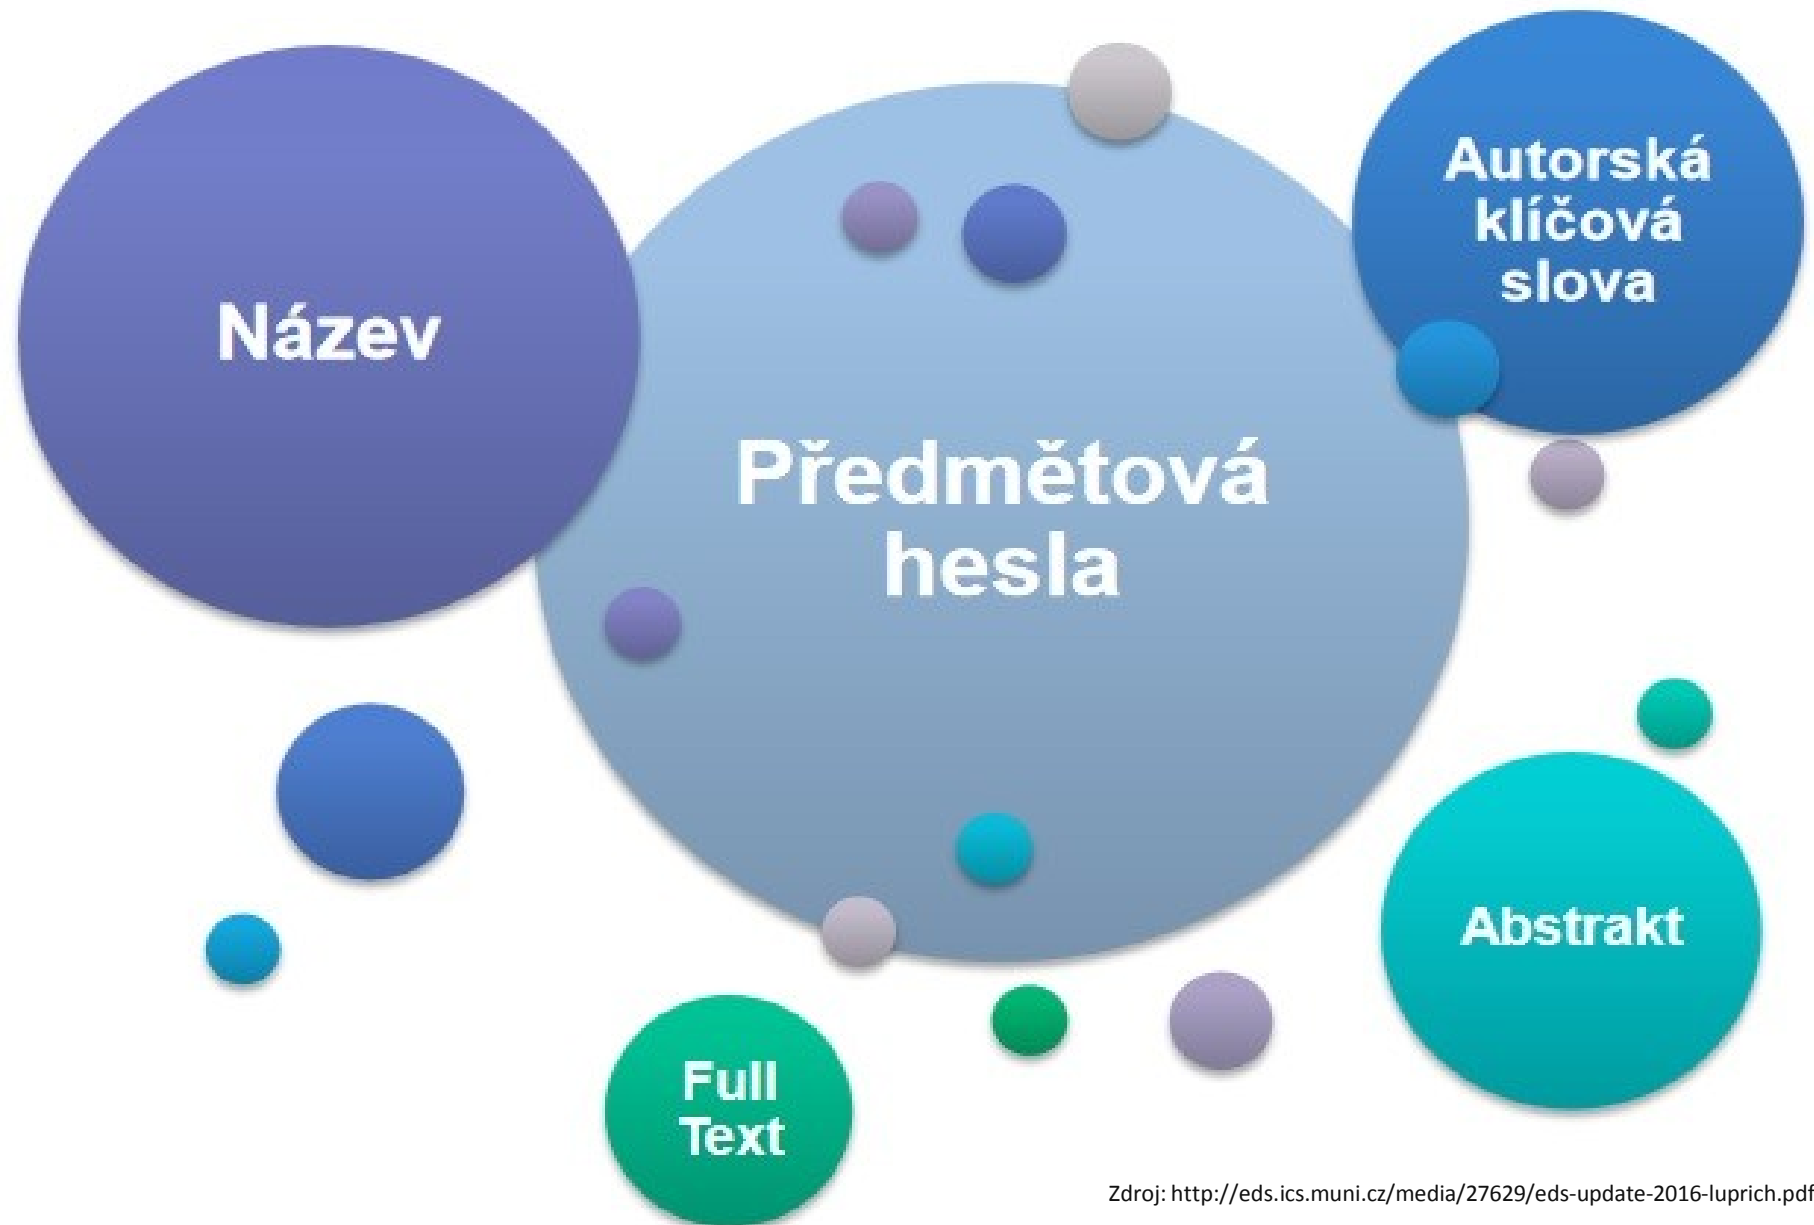 Název
Předmětová
hesla
Autorská
klíčová
slova
Abstrakt
Full
Text
Zdroj: http://eds.ics.muni.cz/media/27629/eds-update-2016-luprich.pdf